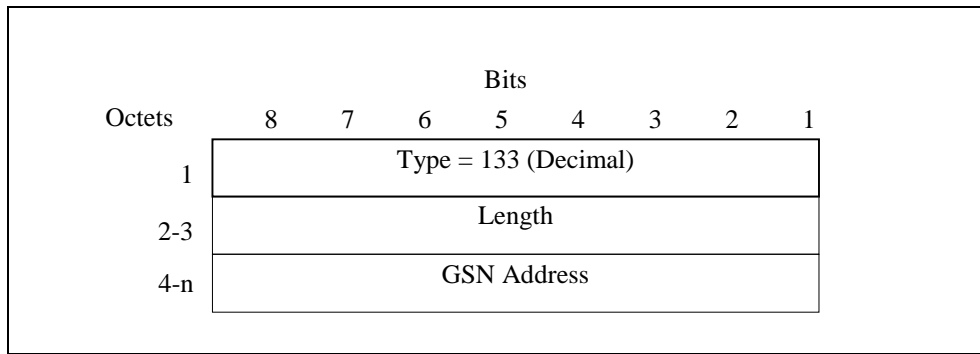 Bits
Octets 8 7 6 5 4 3 2 1
1 Type = 133 (Decimal)
2-3 Length
4-n GSN Address